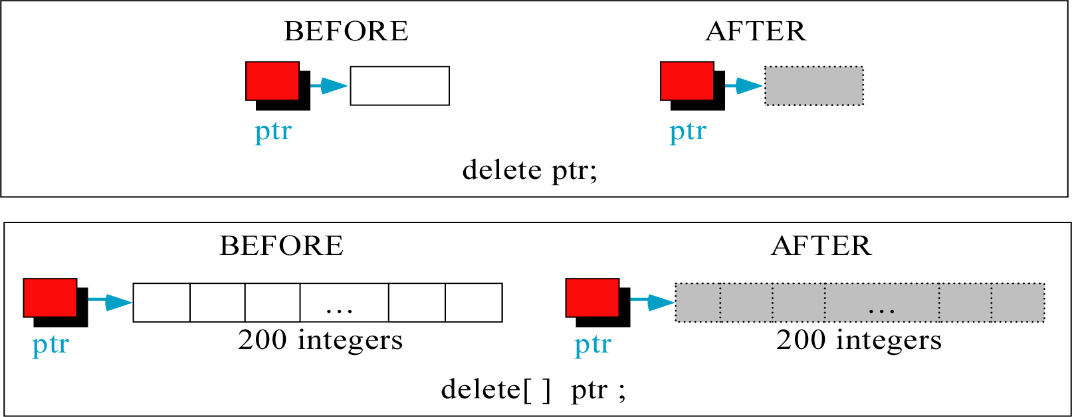 BEFORE AFTER
ptr ptr
delete ptr;
BEFORE AFTER
...   ...
ptr 200 integers ptr 200 integers
delete[ ]  ptr ;